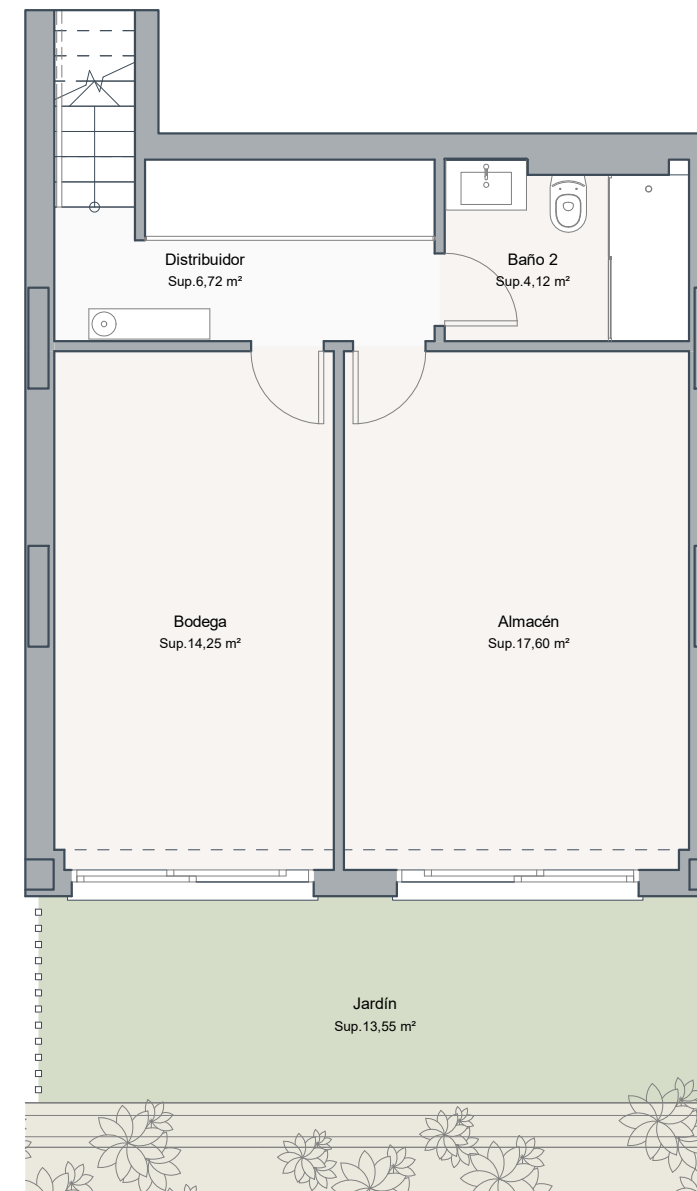 Distribuidor
Sup.6,72 m²
Baño 2
Sup.4,12 m²
Bodega
Sup.14,25 m²
Almacén
Sup.17,60 m²
Jardín
Sup.13,55 m²